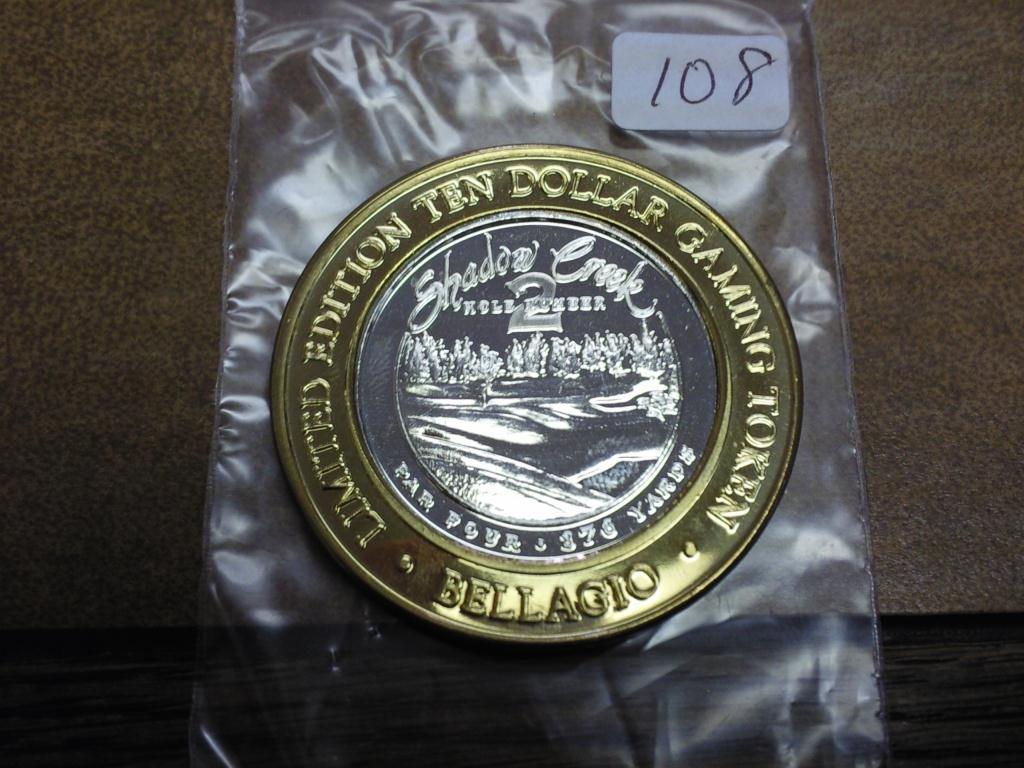 108
LIMITED EDITION TEN DOLLAR GAMING TOKEN
Shadow Creek
HOLE NUMBER
2
PAR FOUR • 376 YARDS
• BELLAGIO •